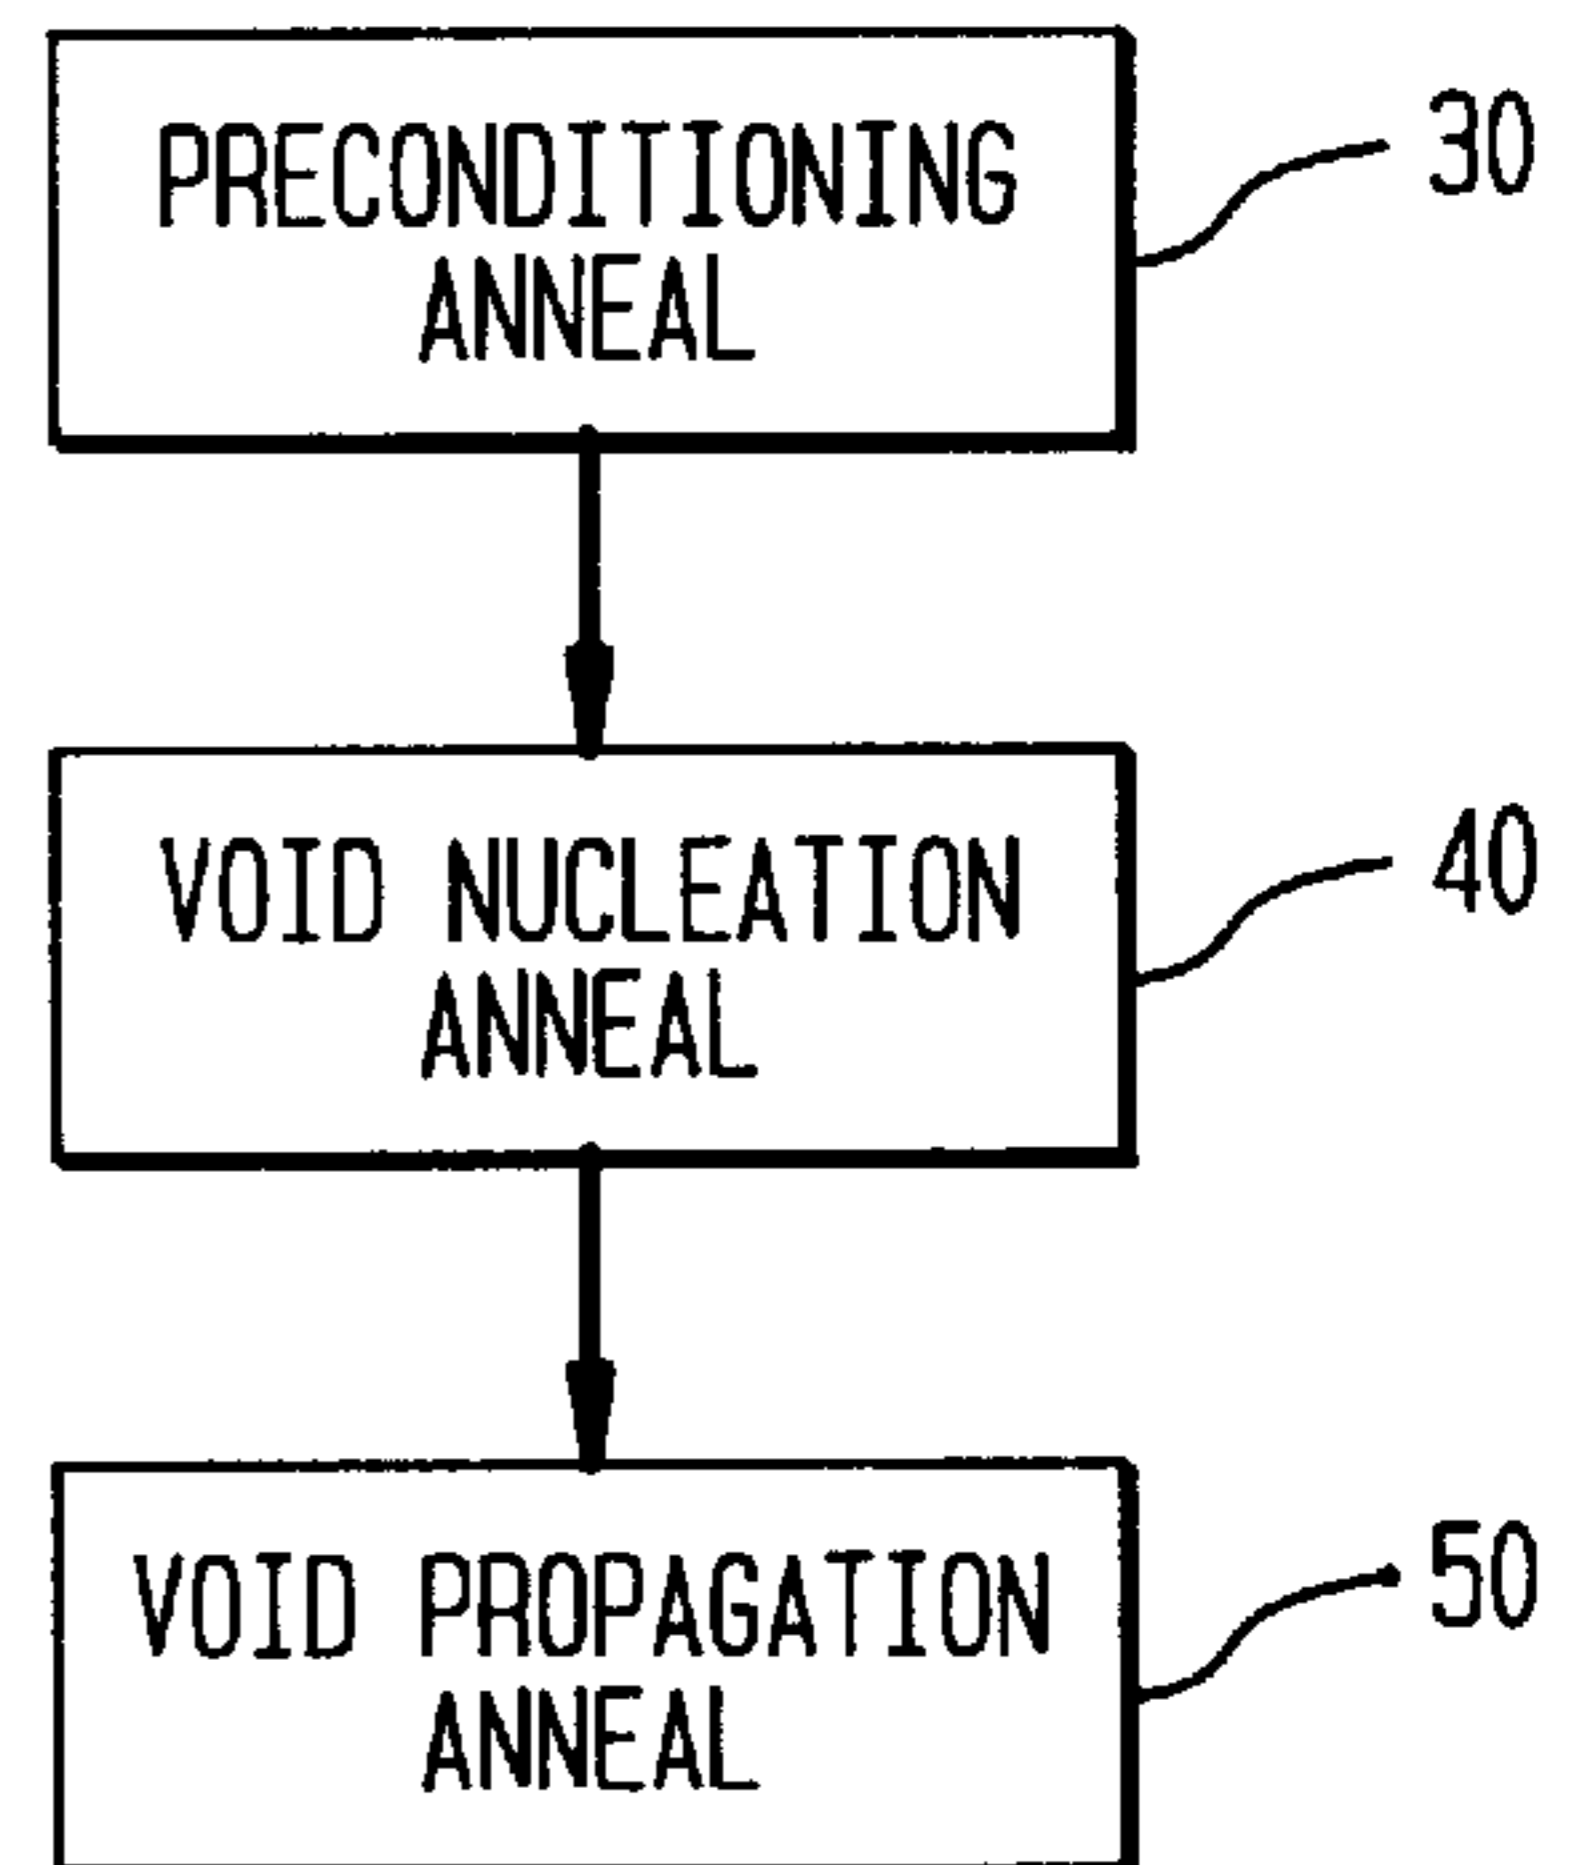 PRECONDITIONING
ANNEAL
30
VOID NUCLEATION
ANNEAL
40
VOID PROPAGATION
ANNEAL
50